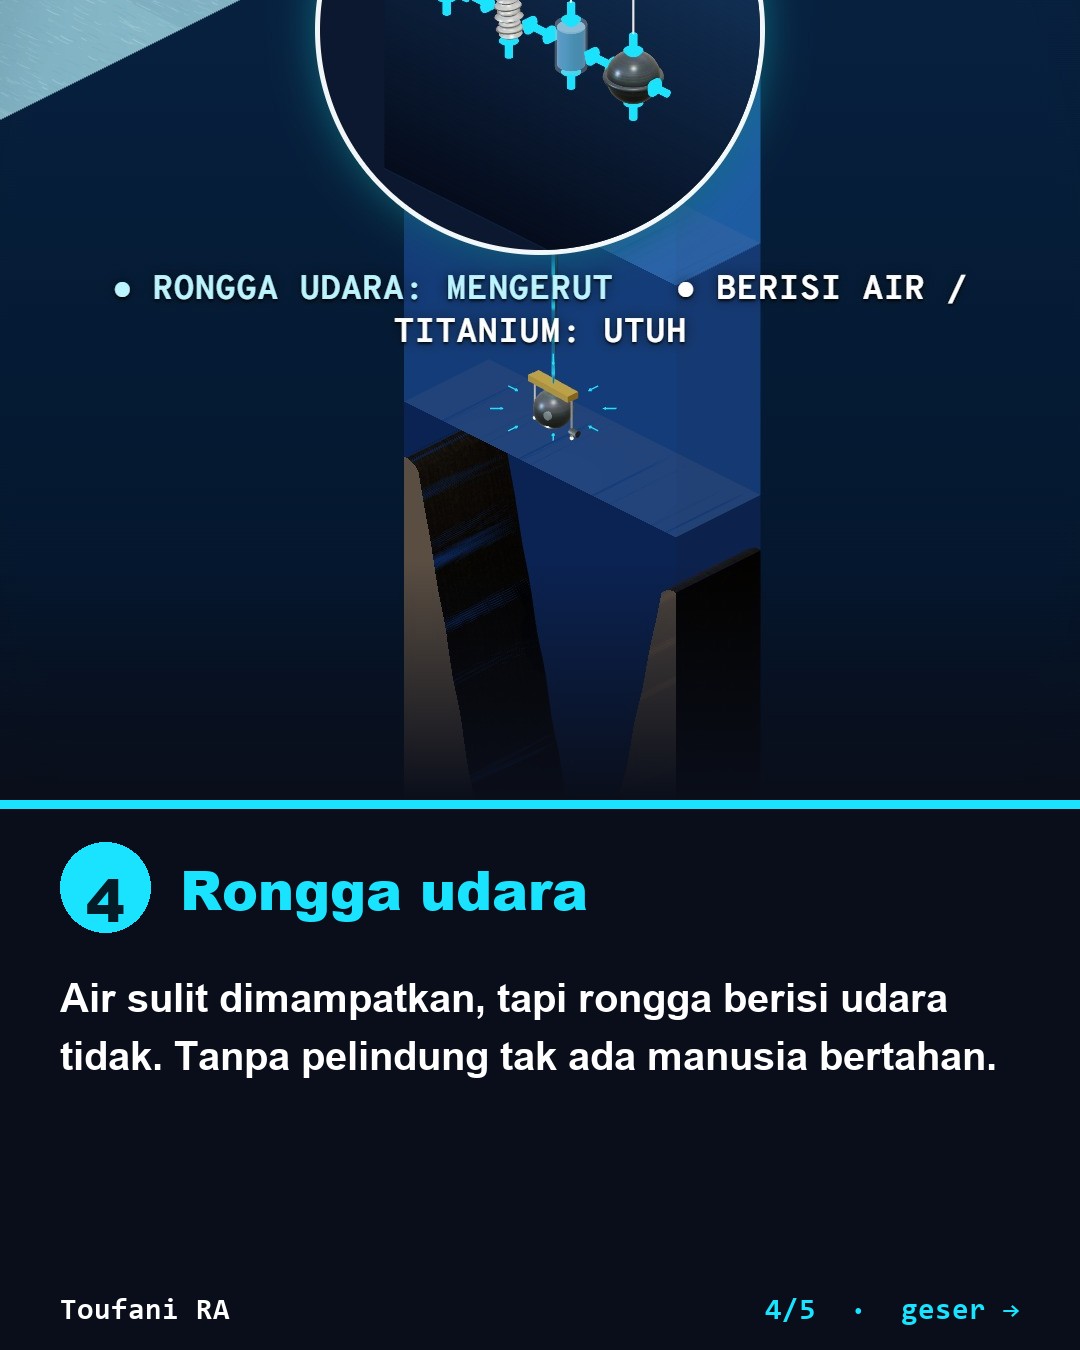 ● RONGGA UDARA: MENGERUT ● BERISI AIR /
TITANIUM: UTUH
4 Rongga udara
Air sulit dimampatkan, tapi rongga berisi udara
tidak. Tanpa pelindung tak ada manusia bertahan.
Toufani RA 4/5 · geser →